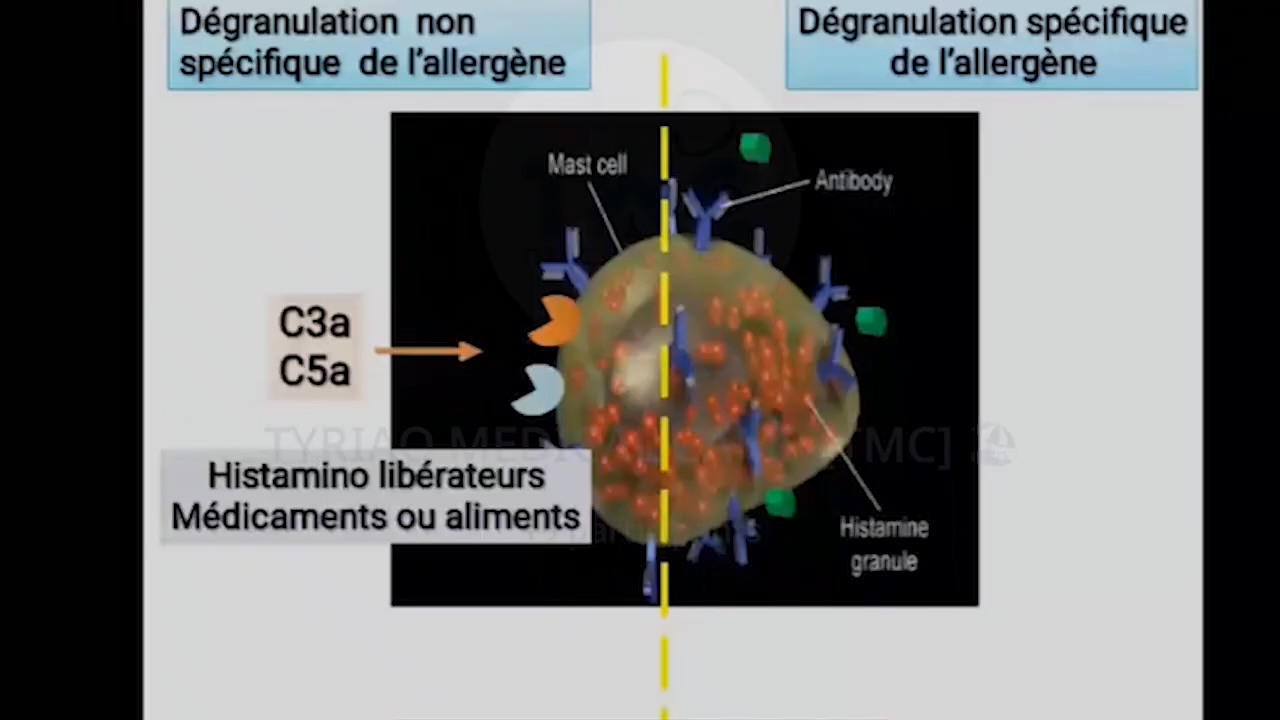 Dégranulation non
spécifique de l'allergène
Dégranulation spécifique
de l'allergène
Mast cell
Antibody
C3a
C5a
Histamino libérateurs
Médicaments ou aliments
Histamine
granule